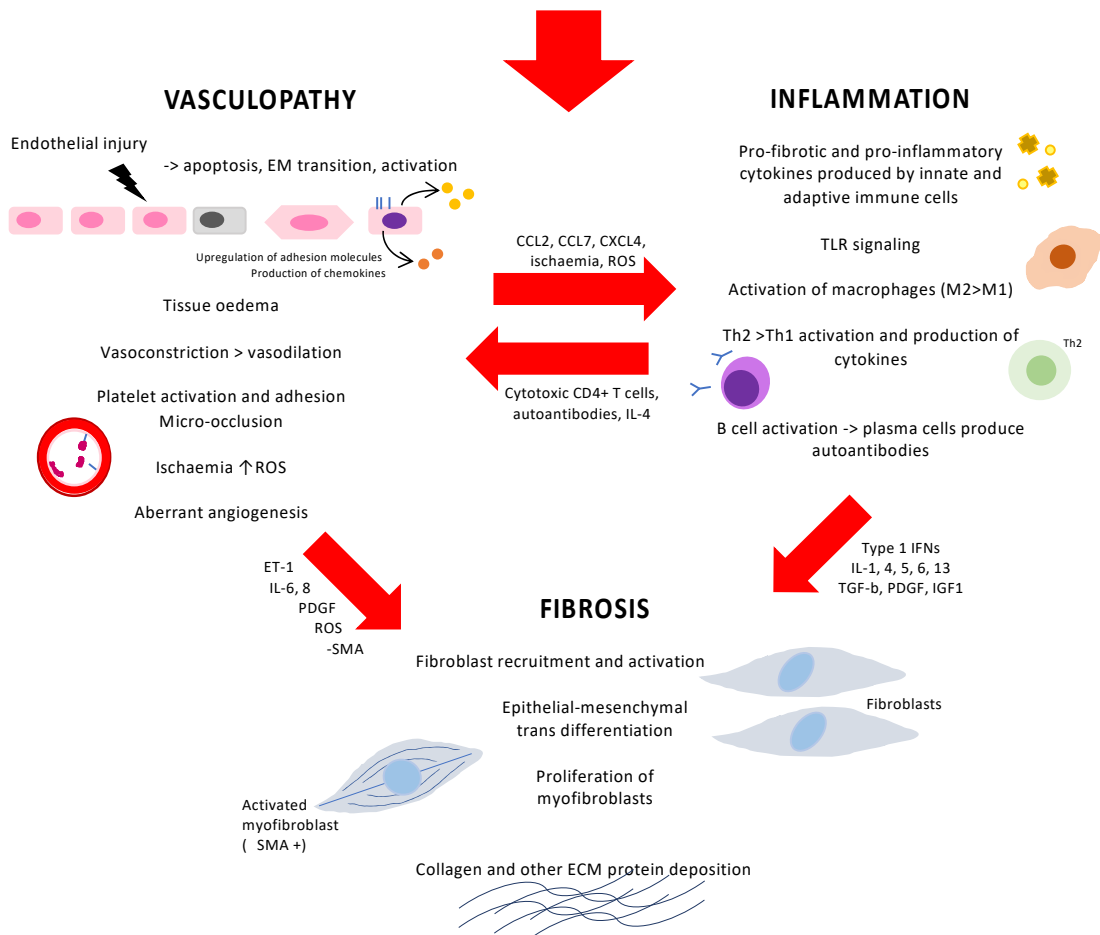 VASCULOPATHY
Endothelial injury
-> apoptosis, EM transition, activation
Upregulation of adhesion molecules
Production of chemokines
Tissue oedema
Vasoconstriction > vasodilation
Platelet activation and adhesion
Micro-occlusion
Ischaemia ↑ROS
Aberrant angiogenesis
CCL2, CCL7, CXCL4,
ischaemia, ROS
Cytotoxic CD4+ T cells,
autoantibodies, IL-4
INFLAMMATION
Pro-fibrotic and pro-inflammatory
cytokines produced by innate and
adaptive immune cells
TLR signaling
Activation of macrophages (M2>M1)
Th2 >Th1 activation and production of
cytokines
Th2
B cell activation -> plasma cells produce
autoantibodies
ET-1
IL-6, 8
PDGF
ROS
-SMA
Type 1 IFNs
IL-1, 4, 5, 6, 13
TGF-b, PDGF, IGF1
FIBROSIS
Fibroblast recruitment and activation
Epithelial-mesenchymal
trans differentiation
Fibroblasts
Proliferation of
myofibroblasts
Activated
myofibroblast
( SMA +)
Collagen and other ECM protein deposition